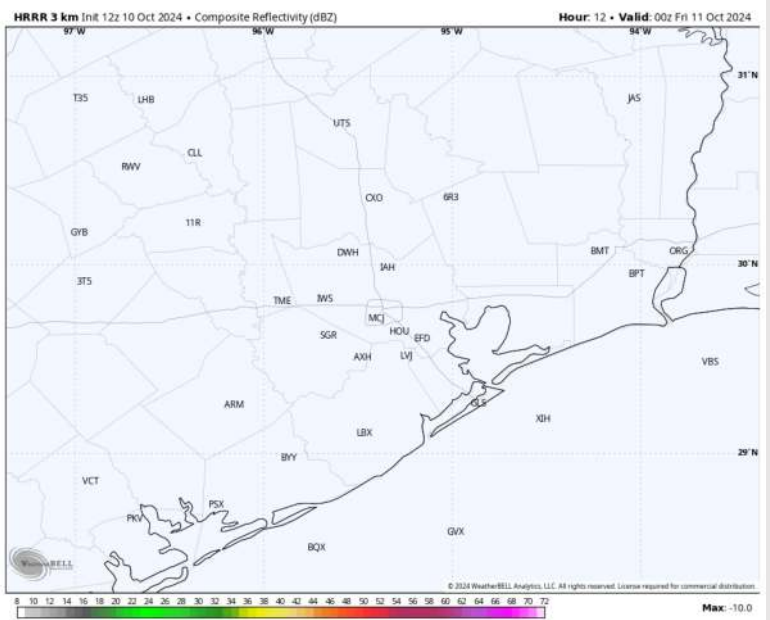 HRRR 3 km Init 12z 10 Oct 2024 • Composite Reflectivity (dBZ) Hour: 12 • Valid: 00z Fri 11 Oct 2024
97°W 96°W 95°W 94°W
31°N
T35 LHB JAS
UTS
CLL
RWV
CXO 6R3
11R
GYB
DWH BMT ORG
IAH 30°N
BPT
3T5
TME IWS
MCJ
SGR HOU EFD
AXH LVJ
VBS
ARM GLS
XIH
LBX
BYY 29°N
VCT
PSX
PKV
GVX
BQX
WeatherBELL
© 2024 WeatherBELL Analytics, LLC. All rights reserved. License required for commercial distribution.
8 10 12 14 16 18 20 22 24 26 28 30 32 34 36 38 40 42 44 46 48 50 52 54 55 56 57 58 60 62 64 66 68 70 72 Max: -10.0